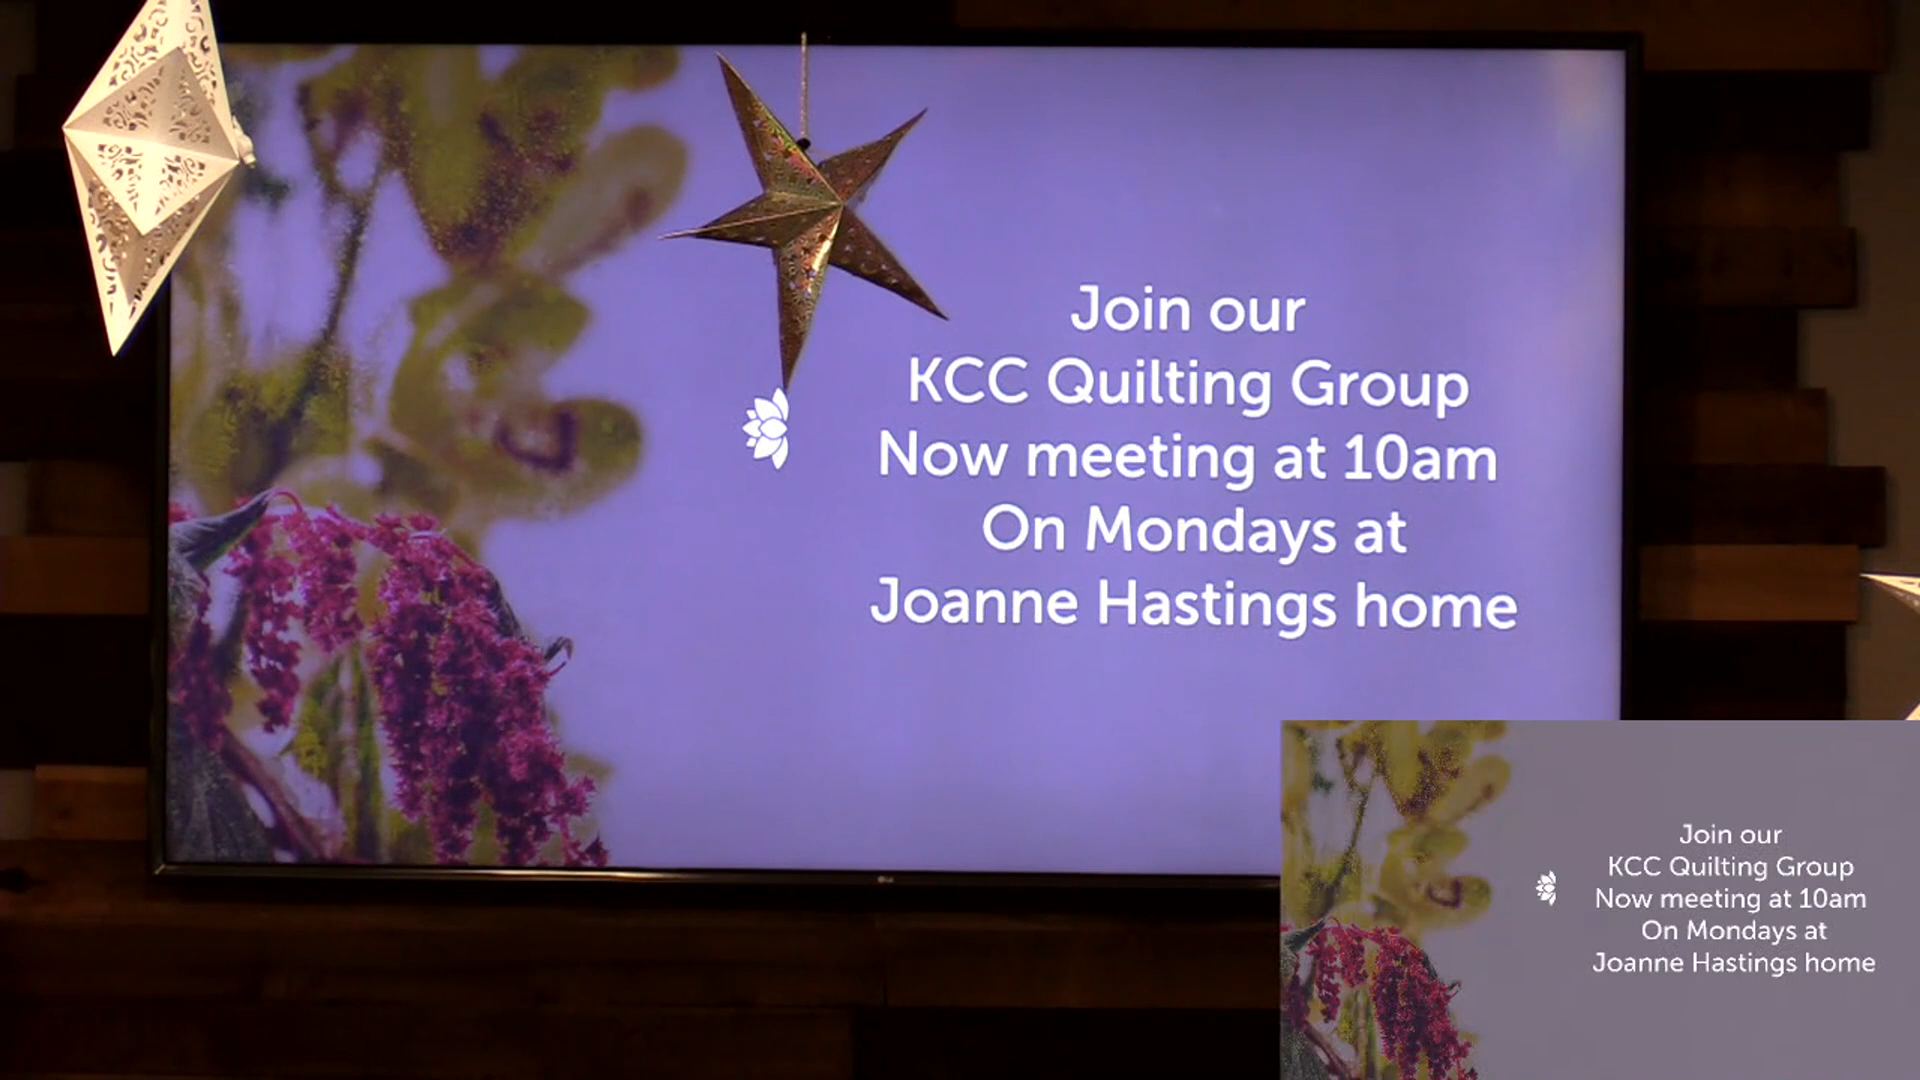 Join our
KCC Quilting Group
Now meeting at 10am
On Mondays at
Joanne Hastings home
Join our
KCC Quilting Group
Now meeting at 10am
On Mondays at
Joanne Hastings home